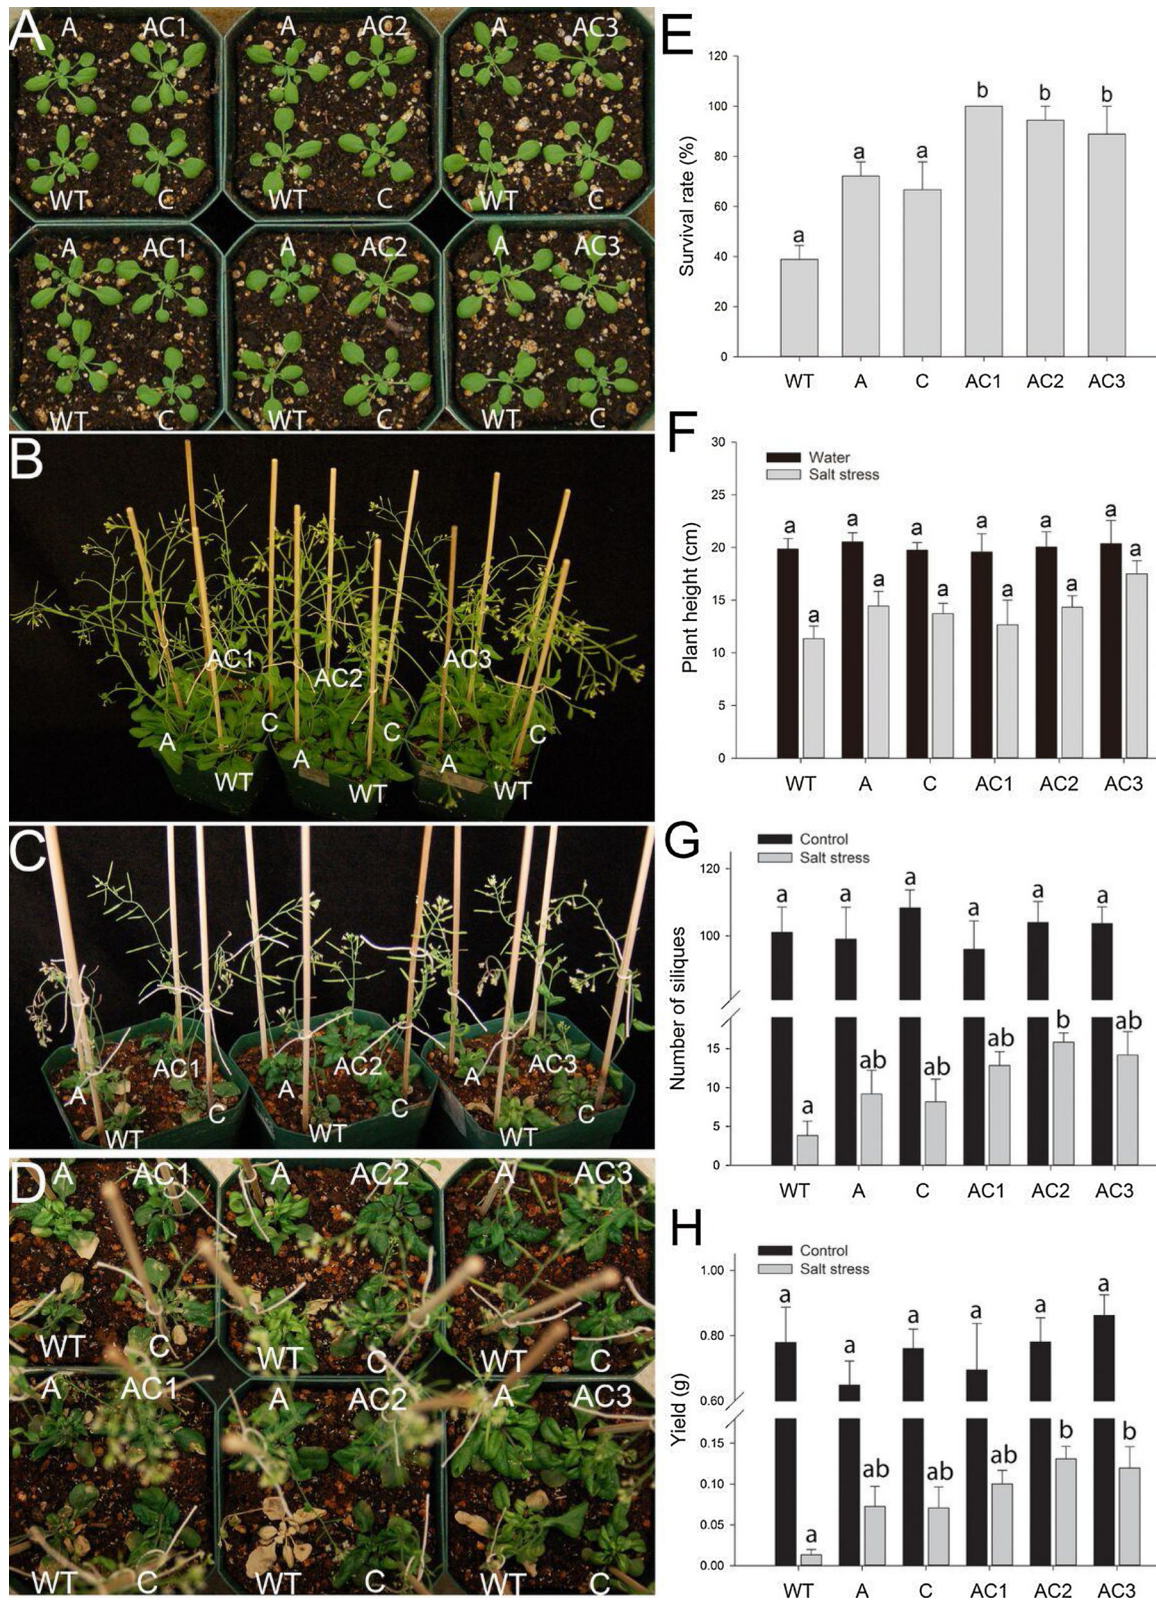 A
A AC1 A AC2 A AC3
WT C WT C WT C
A AC1 A AC2 A AC3
WT C WT C WT C
B
AC1 AC2 AC3
A C A C A C
WT WT WT
C
AC1 AC2 AC3
A C A C A C
WT WT WT
D
A AC1 A AC2 A AC3
WT C WT C WT C
A AC1 A AC2 A AC3
WT C WT C WT C
E
Survival rate (%)
120
100
80
60
40
20
0
a a a b b b
WT A C AC1 AC2 AC3
F
Plant height (cm)
Water
Salt stress
30
25
20
15
10
5
0
a a a a a a
a a a a a a
WT A C AC1 AC2 AC3
G
Number of siliques
Control
Salt stress
120
100
15
10
5
0
a a a a a a
a ab ab ab b ab
WT A C AC1 AC2 AC3
H
Yield (g)
Control
Salt stress
1.00
0.80
0.60
0.15
0.10
0.05
0.00
a a a a a a
a ab ab ab b b
WT A C AC1 AC2 AC3